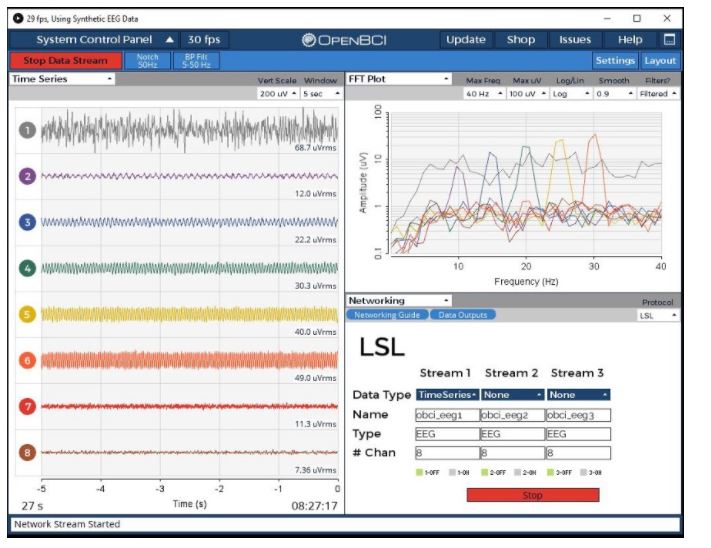 29 fps, Using Synthetic EEG Data
System Control Panel 30 fps OPENBCI Update Shop Issues Help
Stop Data Stream Notch 50Hz BP Filt 5-50 Hz Settings Layout
Time Series Vert Scale Window
200 uV 5 sec
1
68.7 uVrms
2
12.0 uVrms
3
22.2 uVrms
4
30.3 uVrms
5
40.0 uVrms
6
49.0 uVrms
7
11.3 uVrms
8
7.36 uVrms
-5 -4 -3 -2 -1 0
Time (s)
27 s 08:27:17
FFT Plot Max Freq Max uV Log/Lin Smooth Filters?
40 Hz 100 uV Log 0.9 Filtered
Amplitude (uV)
100
10
1
0.1
10 20 30 40
Frequency (Hz)
Networking Protocol
Networking Guide Data Outputs LSL
LSL
Stream 1 Stream 2 Stream 3
Data Type TimeSeries None None
Name obci_eeg1 obci_eeg2 obci_eeg3
Type EEG EEG EEG
# Chan 8 8 8
1-OFF 1-ON 2-OFF 2-ON 3-OFF 3-ON
Stop
Network Stream Started